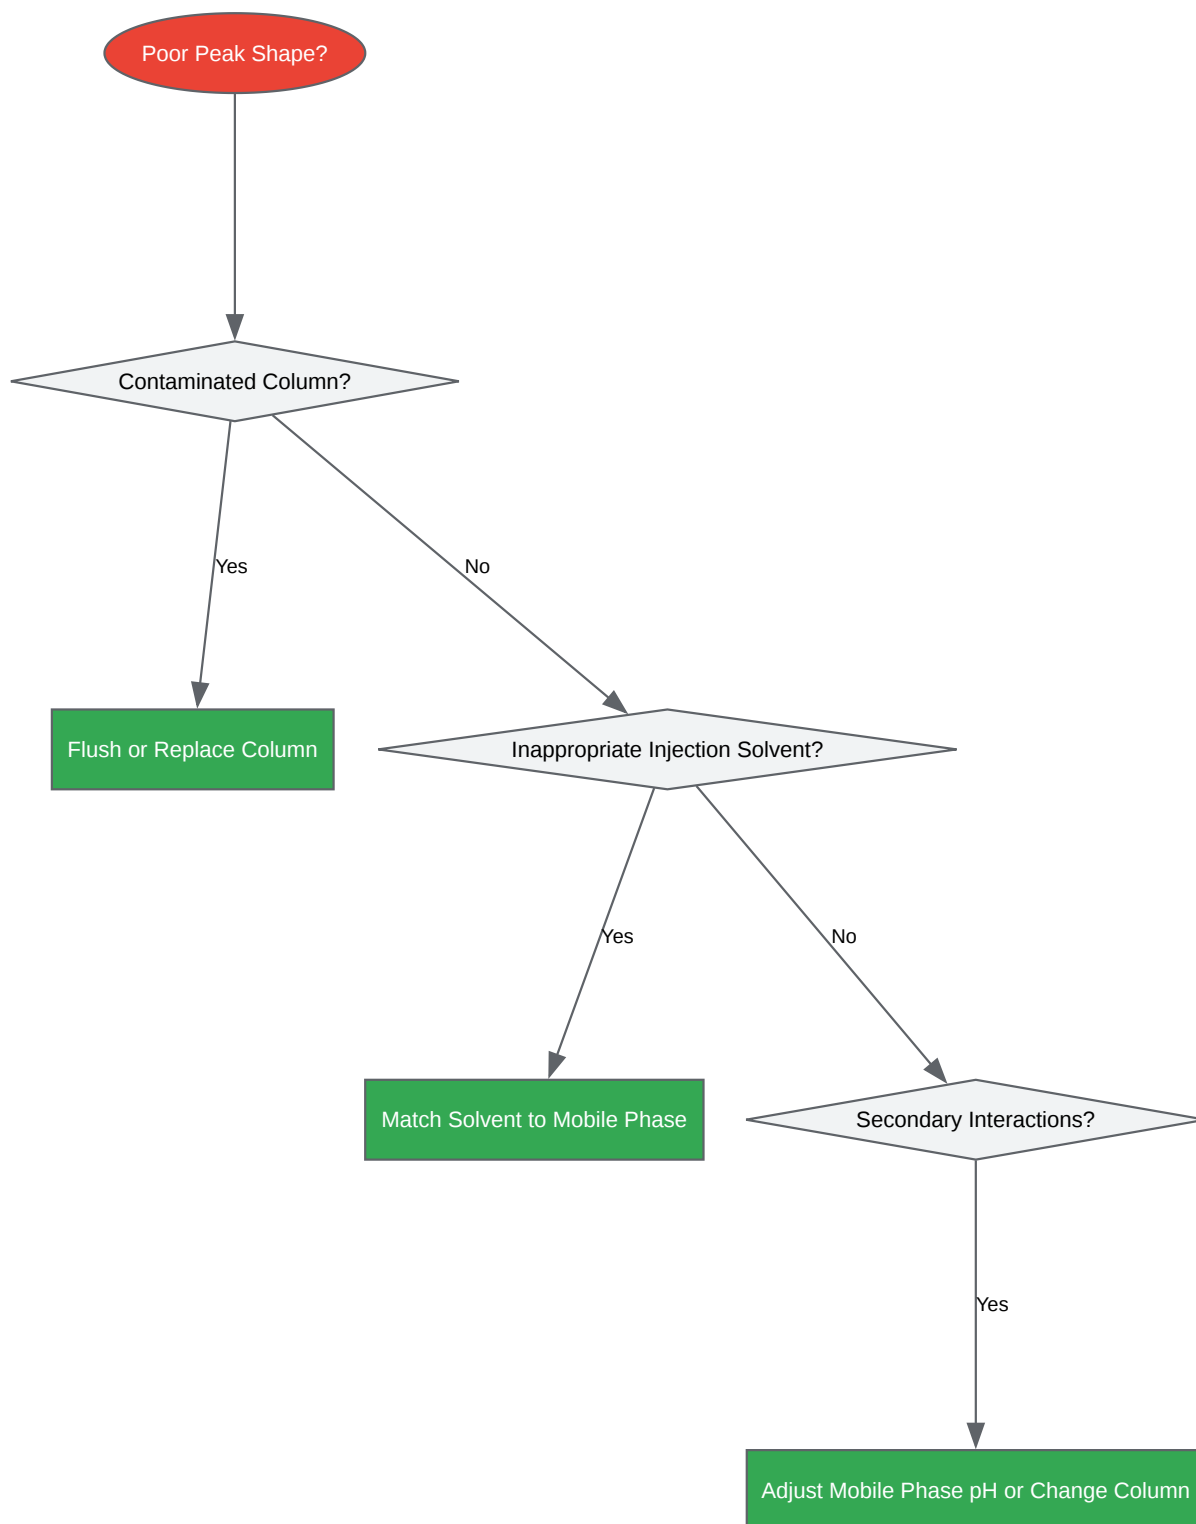 Poor Peak Shape?
Contaminated Column?
Yes
No
Flush or Replace Column
Inappropriate Injection Solvent?
Yes
No
Match Solvent to Mobile Phase
Secondary Interactions?
Yes
Adjust Mobile Phase pH or Change Column